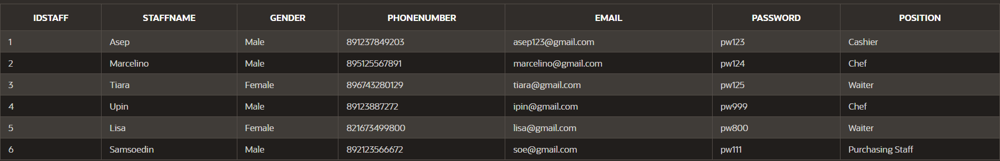 IDSTAFF STAFFNAME GENDER PHONENUMBER EMAIL PASSWORD POSITION
1 Asep Male 891237849203 asep123@gmail.com pw123 Cashier
2 Marcelino Male 895125567891 marcelino@gmail.com pw124 Chef
3 Tiara Female 896743280129 tiara@gmail.com pw125 Waiter
4 Upin Male 89123887272 ipin@gmail.com pw999 Chef
5 Lisa Female 821673499800 lisa@gmail.com pw800 Waiter
6 Samsoedin Male 892123566672 soe@gmail.com pw111 Purchasing Staff